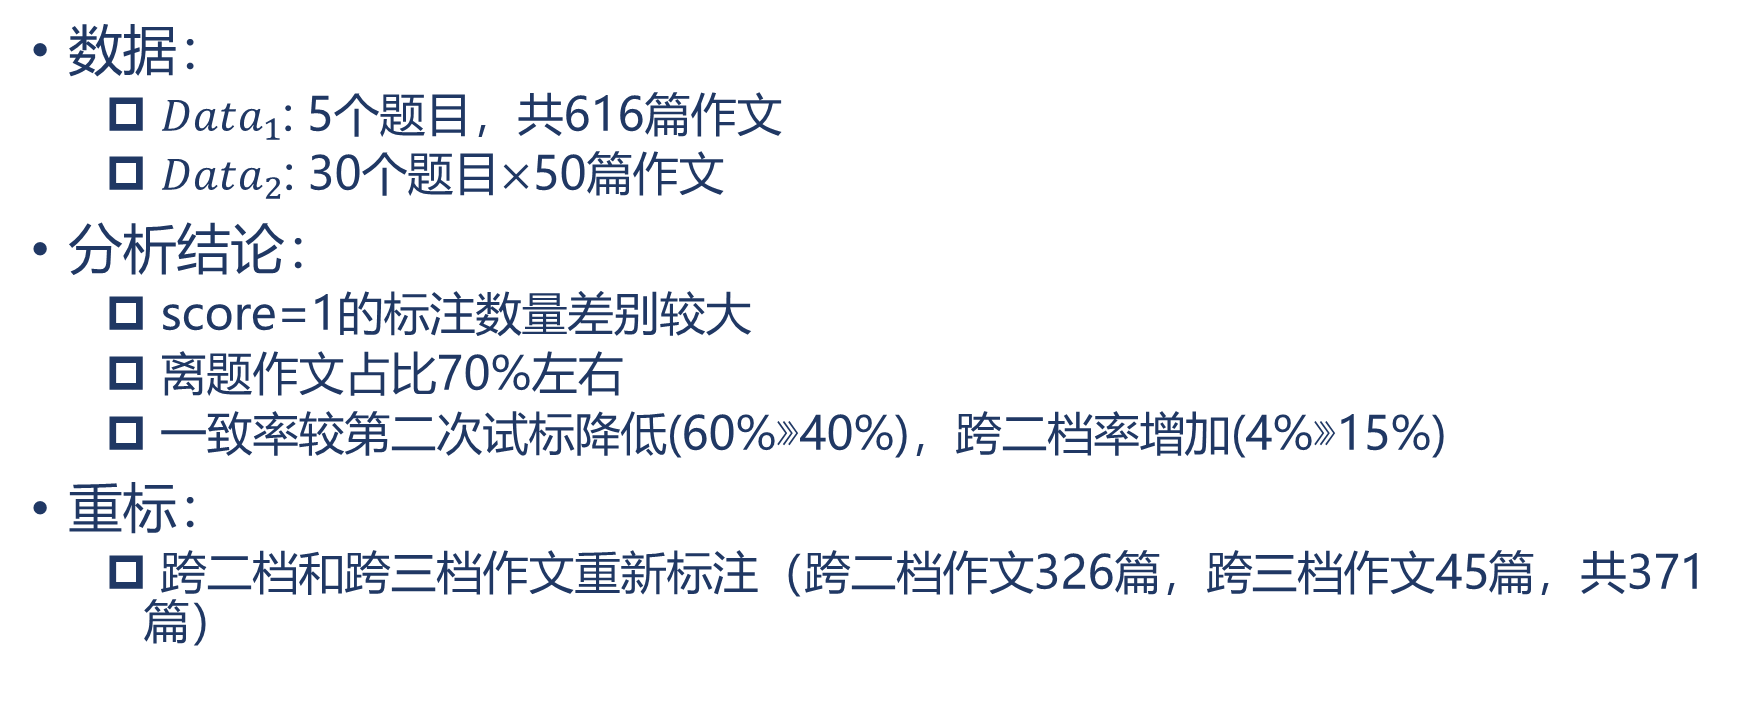 • 数据：
□ Data₁: 5个题目，共616篇作文
□ Data₂: 30个题目×50篇作文
• 分析结论：
□ score=1的标注数量差别较大
□ 离题作文占比70%左右
□ 一致率较第二次试标降低(60%》40%)，跨二档率增加(4%》15%)
• 重标：
□ 跨二档和跨三档作文重新标注（跨二档作文326篇，跨三档作文45篇，共371
篇）